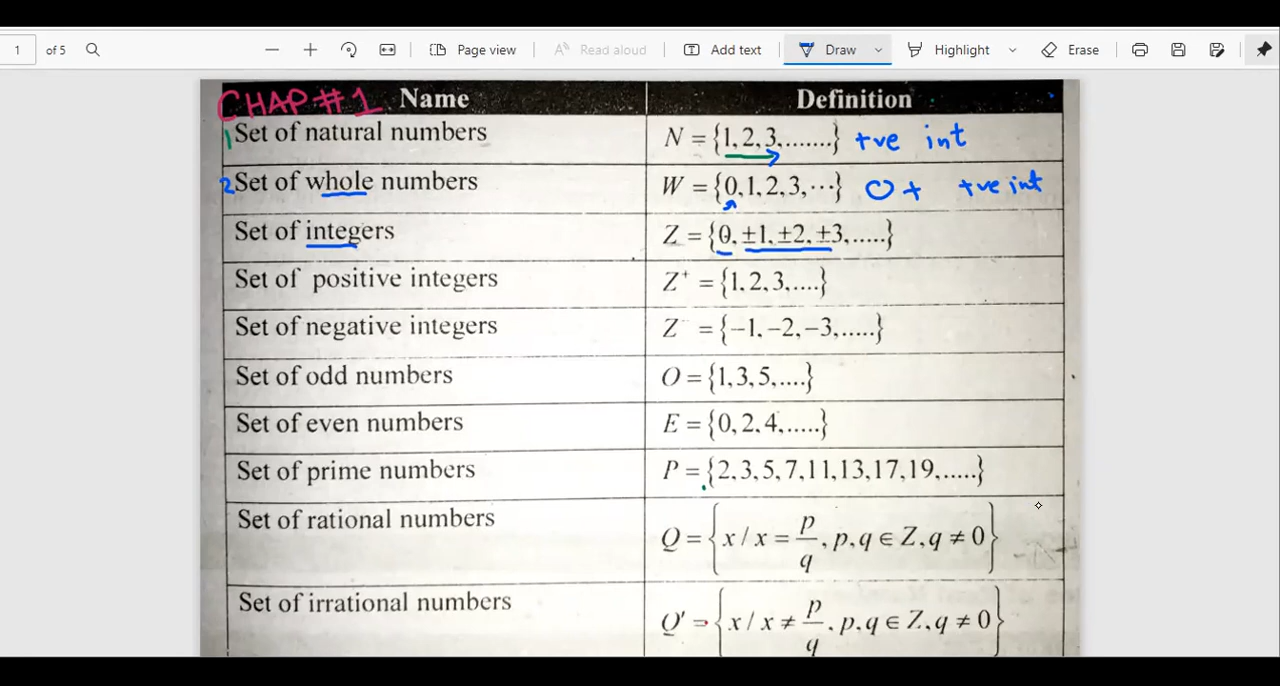 1 of 5 Page view Read aloud Add text Draw Highlight Erase
CHAP # 1 Name Definition
1 Set of natural numbers N = {1, 2, 3, .......} +ve int
2 Set of whole numbers W = {0, 1, 2, 3, ···} 0 + +ve int
Set of integers Z = {0, ±1, ±2, ±3, .....}
Set of positive integers Z⁺ = {1, 2, 3, ....}
Set of negative integers Z⁻ = {−1, −2, −3, .....}
Set of odd numbers O = {1, 3, 5, ....}
Set of even numbers E = {0, 2, 4, .....}
Set of prime numbers P = {2, 3, 5, 7, 11, 13, 17, 19, .....}
Set of rational numbers Q = {x / x = p/q, p, q ∈ Z, q ≠ 0}
Set of irrational numbers Q′ = {x / x ≠ p/q, p, q ∈ Z, q ≠ 0}